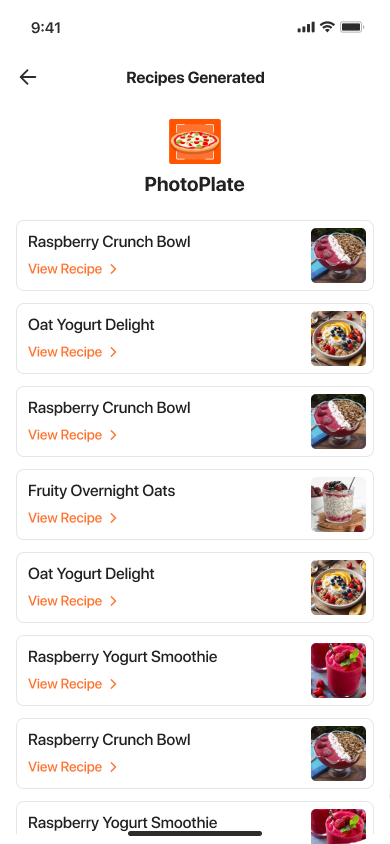 9:41
Recipes Generated
PhotoPlate
Raspberry Crunch Bowl
View Recipe
Oat Yogurt Delight
View Recipe
Raspberry Crunch Bowl
View Recipe
Fruity Overnight Oats
View Recipe
Oat Yogurt Delight
View Recipe
Raspberry Yogurt Smoothie
View Recipe
Raspberry Crunch Bowl
View Recipe
Raspberry Yogurt Smoothie